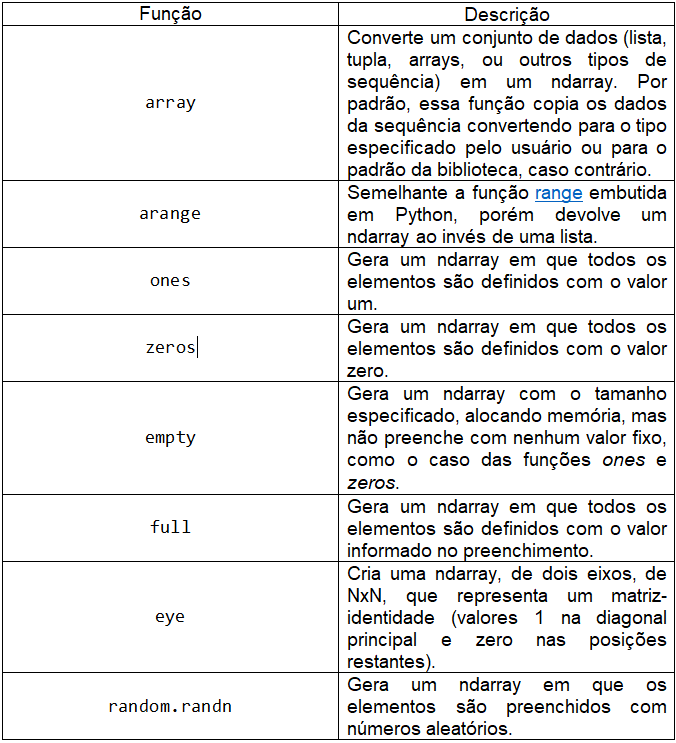 Função Descrição
array
Converte um conjunto de dados (lista,
tupla, arrays, ou outros tipos de
sequência) em um ndarray. Por
padrão, essa função copia os dados
da sequência convertendo para o tipo
especificado pelo usuário ou para o
padrão da biblioteca, caso contrário.
arange
Semelhante a função range embutida
em Python, porém devolve um
ndarray ao invés de uma lista.
ones
Gera um ndarray em que todos os
elementos são definidos com o valor
um.
zeros
Gera um ndarray em que todos os
elementos são definidos com o valor
zero.
empty
Gera um ndarray com o tamanho
especificado, alocando memória, mas
não preenche com nenhum valor fixo,
como o caso das funções ones e
zeros.
full
Gera um ndarray em que todos os
elementos são definidos com o valor
informado no preenchimento.
eye
Cria uma ndarray, de dois eixos, de
NxN, que representa um matriz-
identidade (valores 1 na diagonal
principal e zero nas posições
restantes).
random.randn
Gera um ndarray em que os
elementos são preenchidos com
números aleatórios.